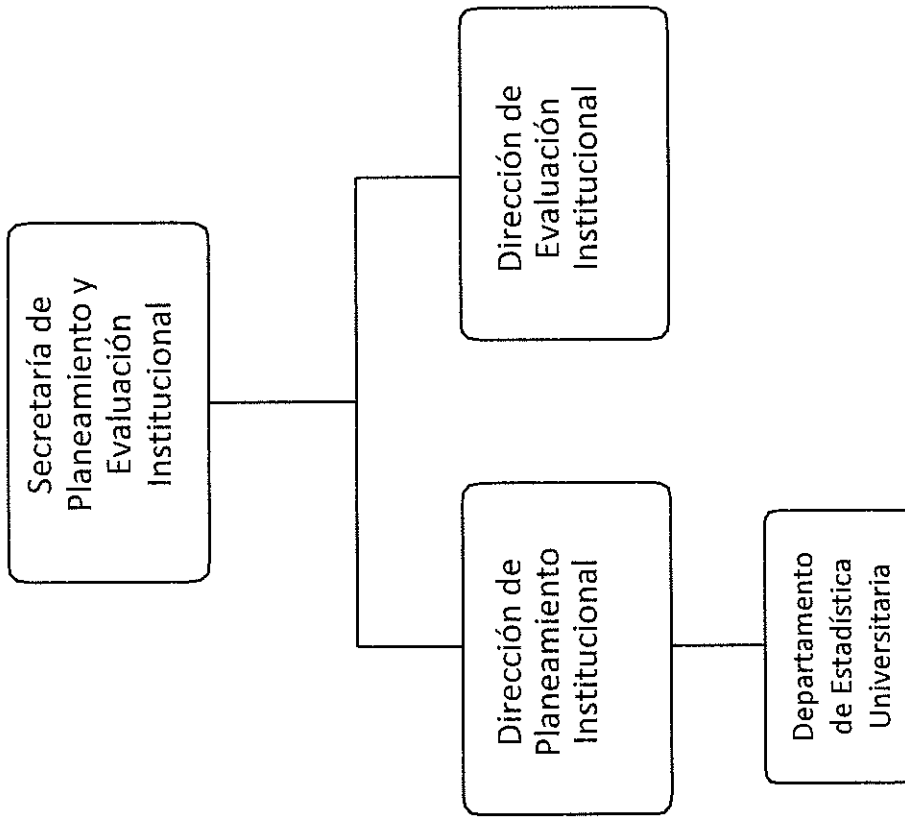 Secretaría de
Planeamiento y
Evaluación
Institucional
Dirección de
Planeamiento
Institucional
Dirección de
Evaluación
Institucional
Departamento
de Estadística
Universitaria